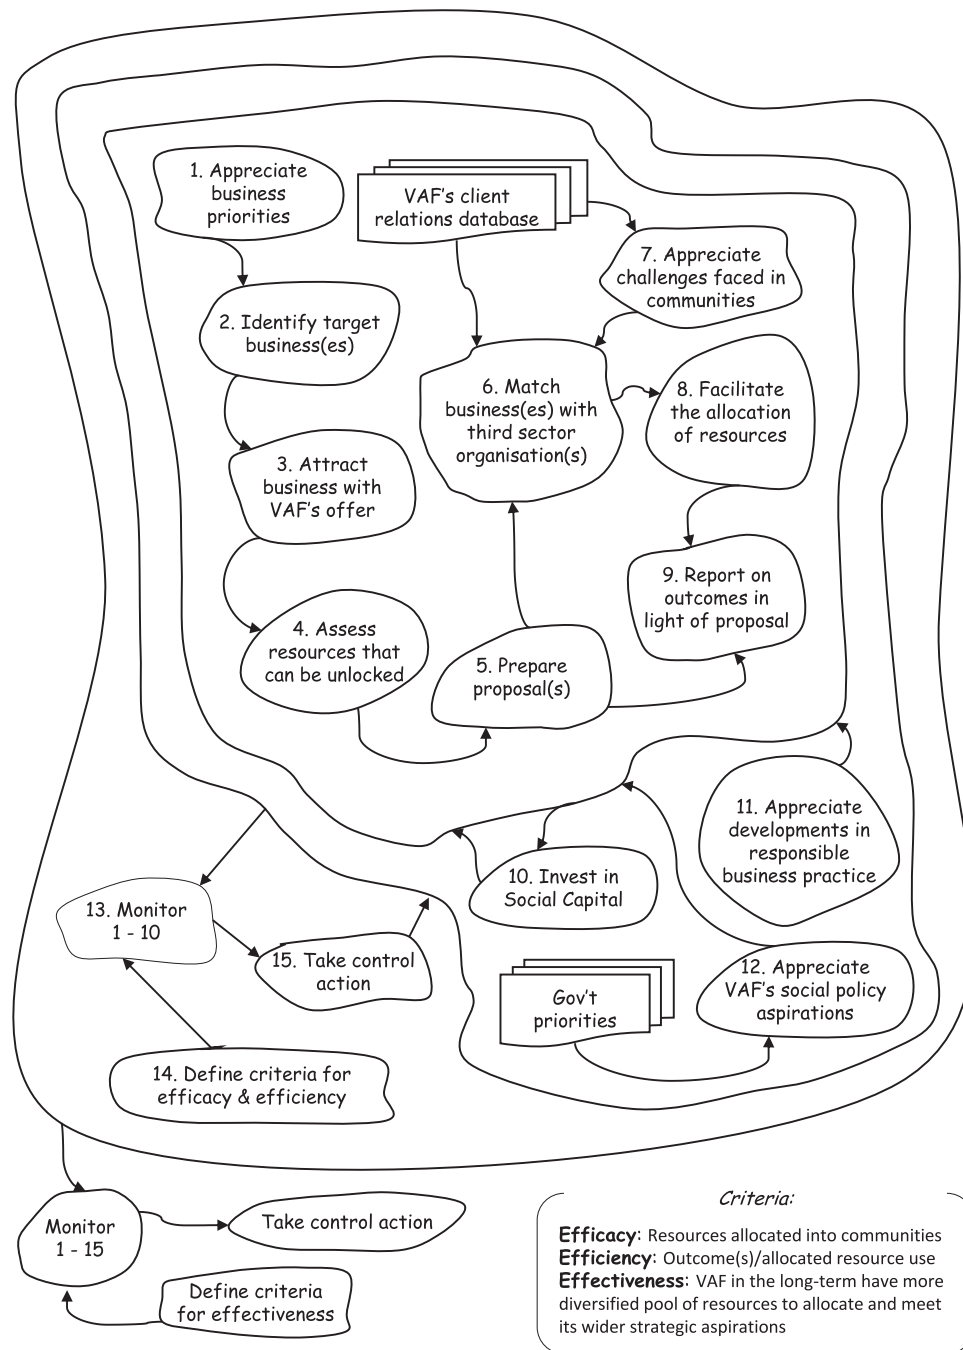 1. Appreciate
business
priorities
VAF's client
relations database
7. Appreciate
challenges faced in
communities
2. Identify target
business(es)
6. Match
business(es) with
third sector
organisation(s)
8. Facilitate
the allocation
of resources
3. Attract
business with
VAF's offer
9. Report on
outcomes in
light of proposal
4. Assess
resources that
can be unlocked
5. Prepare
proposal(s)
11. Appreciate
developments in
responsible
business practice
10. Invest in
Social Capital
13. Monitor
1 - 10
15. Take control
action
12. Appreciate
VAF's social policy
aspirations
Gov't
priorities
14. Define criteria for
efficacy & efficiency
Monitor
1 - 15
Take control action
Define criteria
for effectiveness
Criteria:
Efficacy: Resources allocated into communities
Efficiency: Outcome(s)/allocated resource use
Effectiveness: VAF in the long-term have more
diversified pool of resources to allocate and meet
its wider strategic aspirations